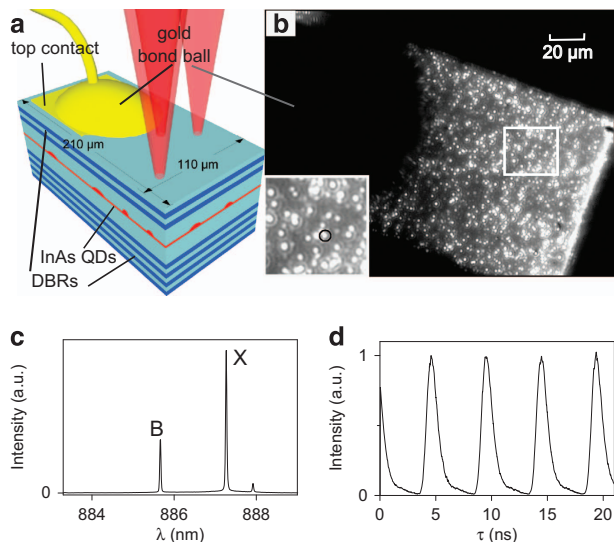 a
top contact
gold
bond ball
210 µm
110 µm
InAs QDs
DBRs
b
20 µm
c
Intensity (a.u.)
X
B
0
884
886
888
λ (nm)
d
Intensity (a.u.)
1
0
0
5
10
15
20
τ (ns)